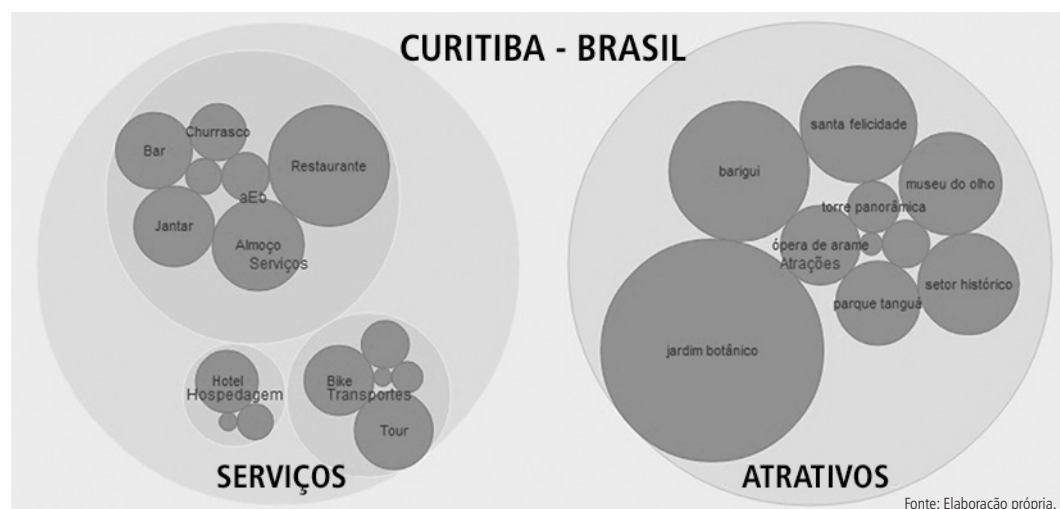 CURITIBA - BRASIL
Churrasco
Bar
Restaurante
aEb
Jantar
Almoço
Serviços
Hotel
Hospedagem
Bike
Transportes
Tour
SERVIÇOS
santa felicidade
barigui
museu do olho
torre panorâmica
ópera de arame
Atrações
setor histórico
parque tanguá
jardim botânico
ATRATIVOS
Fonte: Elaboração própria.